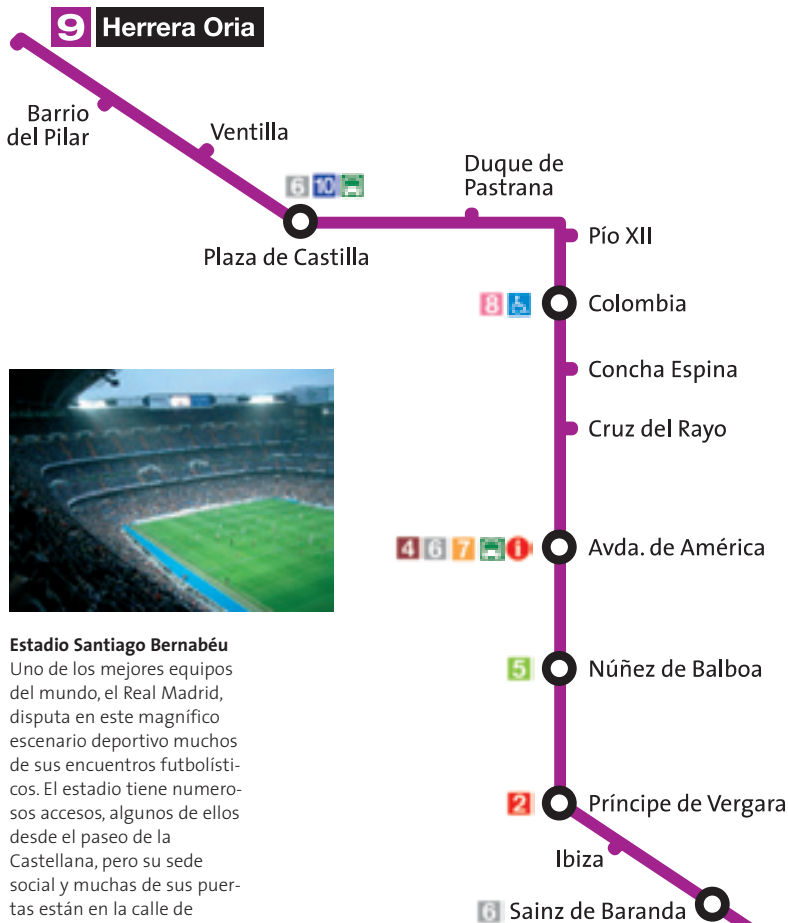 9 Herrera Oria
Barrio
del Pilar
Ventilla
6 10
Plaza de Castilla
Duque de
Pastrana
Pío XII
8
Colombia
Concha Espina
Cruz del Rayo
4 6 7 i
Avda. de América
5
Núñez de Balboa
2
Príncipe de Vergara
Ibiza
6 Sainz de Baranda
Estadio Santiago Bernabéu
Uno de los mejores equipos
del mundo, el Real Madrid,
disputa en este magnífico
escenario deportivo muchos
de sus encuentros futbolísti-
cos. El estadio tiene numero-
sos accesos, algunos de ellos
desde el paseo de la
Castellana, pero su sede
social y muchas de sus puer-
tas están en la calle de